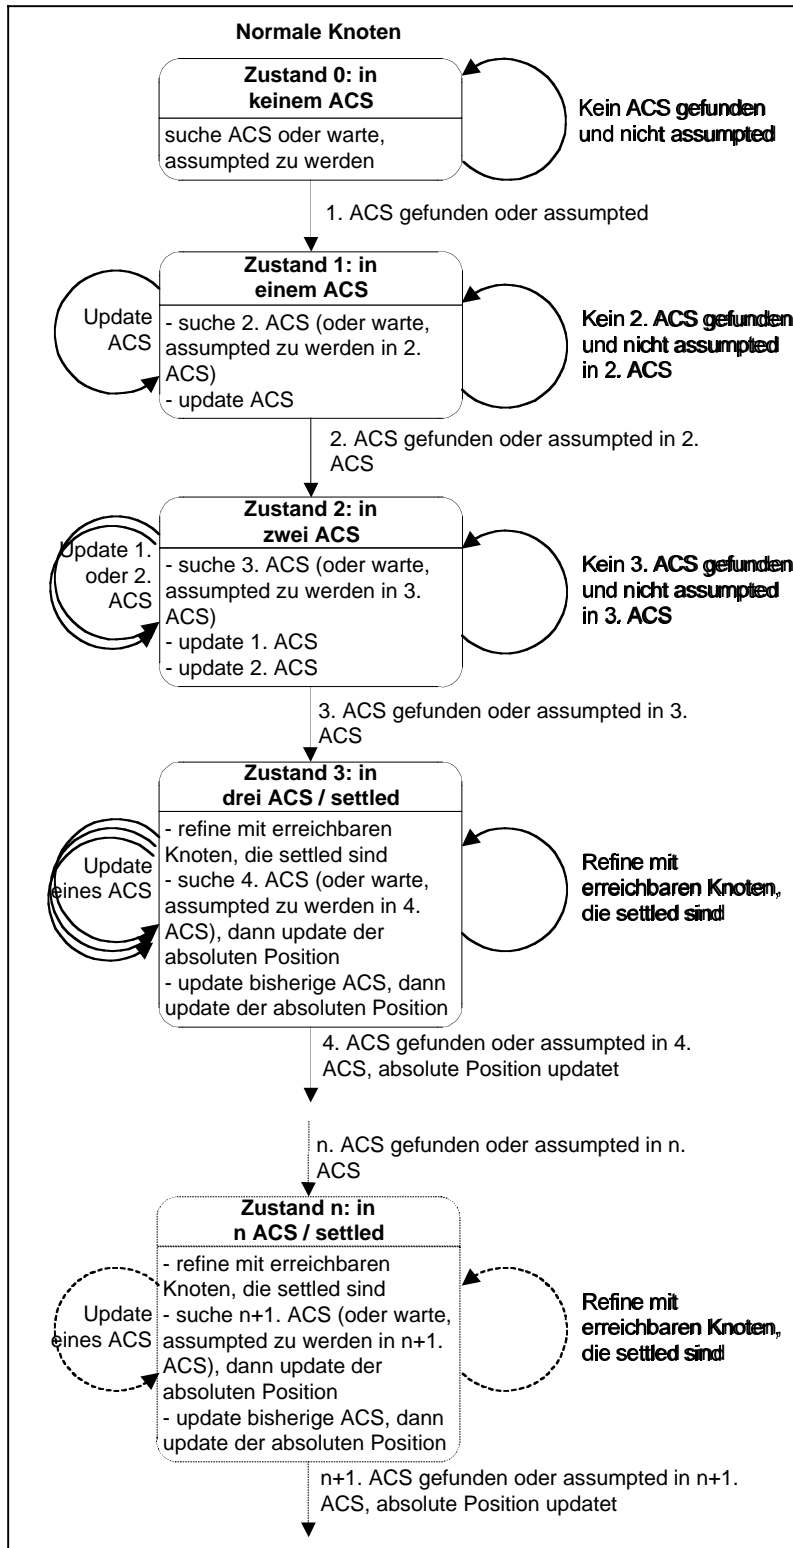 Normale Knoten
Zustand 0: in
keinem ACS
suche ACS oder warte,
assumpted zu werden
Kein ACS gefunden
und nicht assumpted
1. ACS gefunden oder assumpted
Zustand 1: in
einem ACS
- suche 2. ACS (oder warte,
assumpted zu werden in 2.
ACS)
- update ACS
Update
ACS
Kein 2. ACS gefunden
und nicht assumpted
in 2. ACS
2. ACS gefunden oder assumpted in 2.
ACS
Zustand 2: in
zwei ACS
- suche 3. ACS (oder warte,
assumpted zu werden in 3.
ACS)
- update 1. ACS
- update 2. ACS
Update 1.
oder 2.
ACS
Kein 3. ACS gefunden
und nicht assumpted
in 3. ACS
3. ACS gefunden oder assumpted in 3.
ACS
Zustand 3: in
drei ACS / settled
- refine mit erreichbaren
Knoten, die settled sind
- suche 4. ACS (oder warte,
assumpted zu werden in 4.
ACS), dann update der
absoluten Position
- update bisherige ACS, dann
update der absoluten Position
Update
eines ACS
Refine mit
erreichbaren Knoten,
die settled sind
4. ACS gefunden oder assumpted in 4.
ACS, absolute Position updatet
n. ACS gefunden oder assumpted in n.
ACS
Zustand n: in
n ACS / settled
- refine mit erreichbaren
Knoten, die settled sind
- suche n+1. ACS (oder warte,
assumpted zu werden in n+1.
ACS), dann update der
absoluten Position
- update bisherige ACS, dann
update der absoluten Position
Update
eines ACS
Refine mit
erreichbaren Knoten,
die settled sind
n+1. ACS gefunden oder assumpted in n+1.
ACS, absolute Position updatet